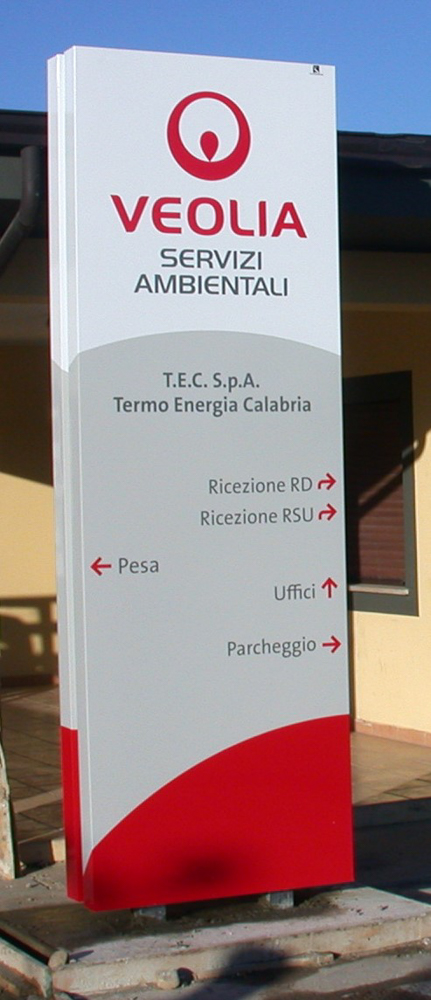 VEOLIA
SERVIZI
AMBIENTALI
T.E.C. S.p.A.
Termo Energia Calabria
Ricezione RD
Ricezione RSU
Pesa
Uffici
Parcheggio